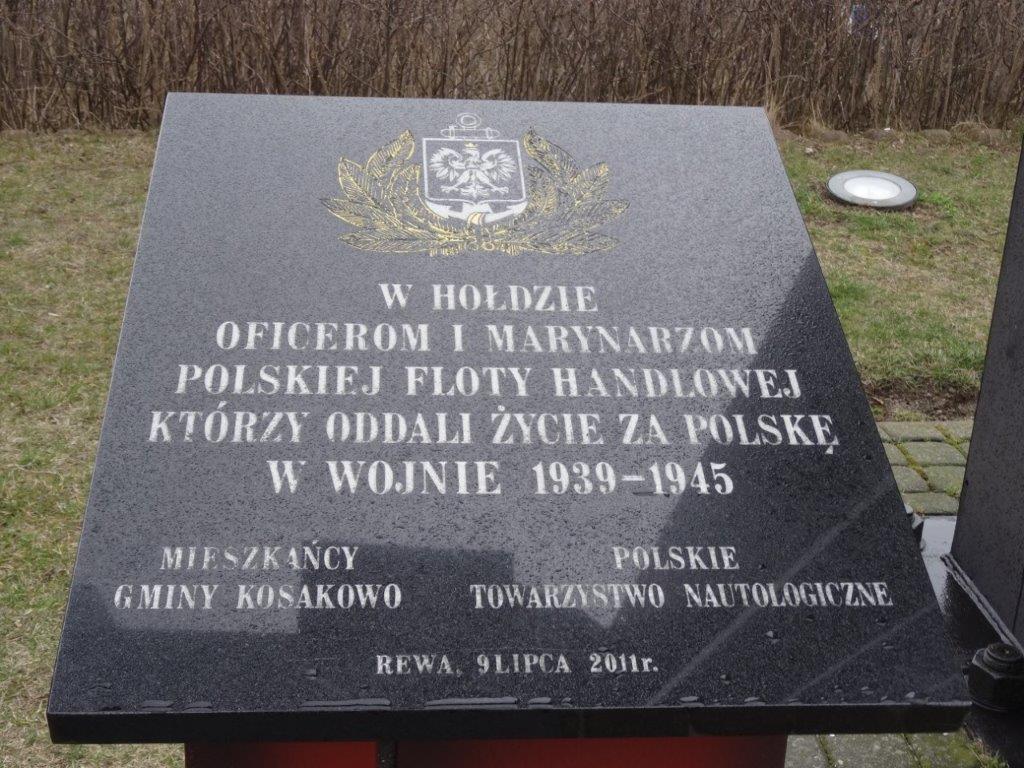 W HOŁDZIE
OFICEROM I MARYNARZOM
POLSKIEJ FLOTY HANDLOWEJ
KTÓRZY ODDALI ŻYCIE ZA POLSKĘ
W WOJNIE 1939-1945
MIESZKAŃCY
GMINY KOSAKOWO
POLSKIE
TOWARZYSTWO NAUTOLOGICZNE
REWA, 9 LIPCA 2011r.